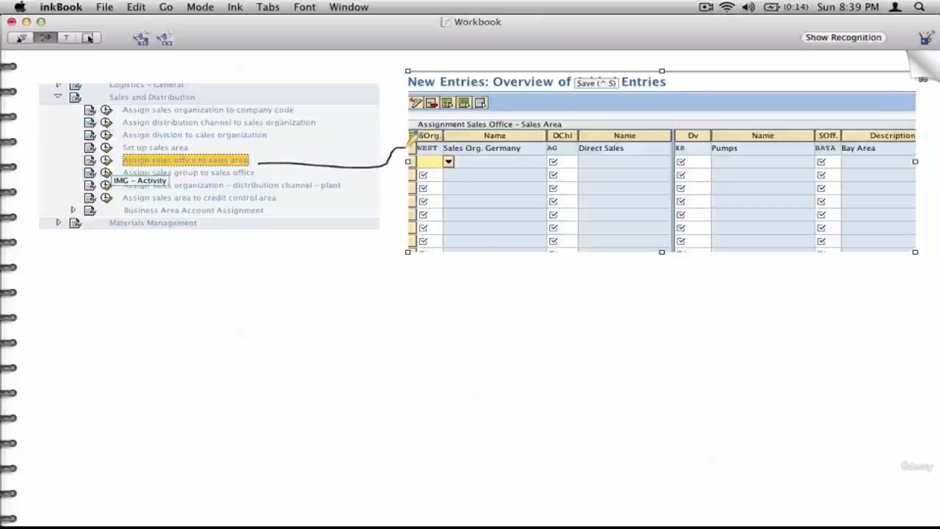 inkBook File Edit Go Mode Ink Tabs Font Window (0:14) Sun 8:39 PM
Workbook
T Show Recognition
99
Logistics - General
Sales and Distribution
Assign sales organization to company code
Assign distribution channel to sales organization
Assign division to sales organization
Set up sales area
Assign sales office to sales area
Assign sales group to sales office
IMG - Activity
Assign sales organization - distribution channel - plant
Assign sales area to credit control area
Business Area Account Assignment
Materials Management
New Entries: Overview of Entries
Save (^ S)
Assignment Sales Office - Sales Area
SOrg. Name DChl Name Dv Name SOff. Description
Sales Org. Germany AG Direct Sales Pumps BAYA Bay Area
Udemy